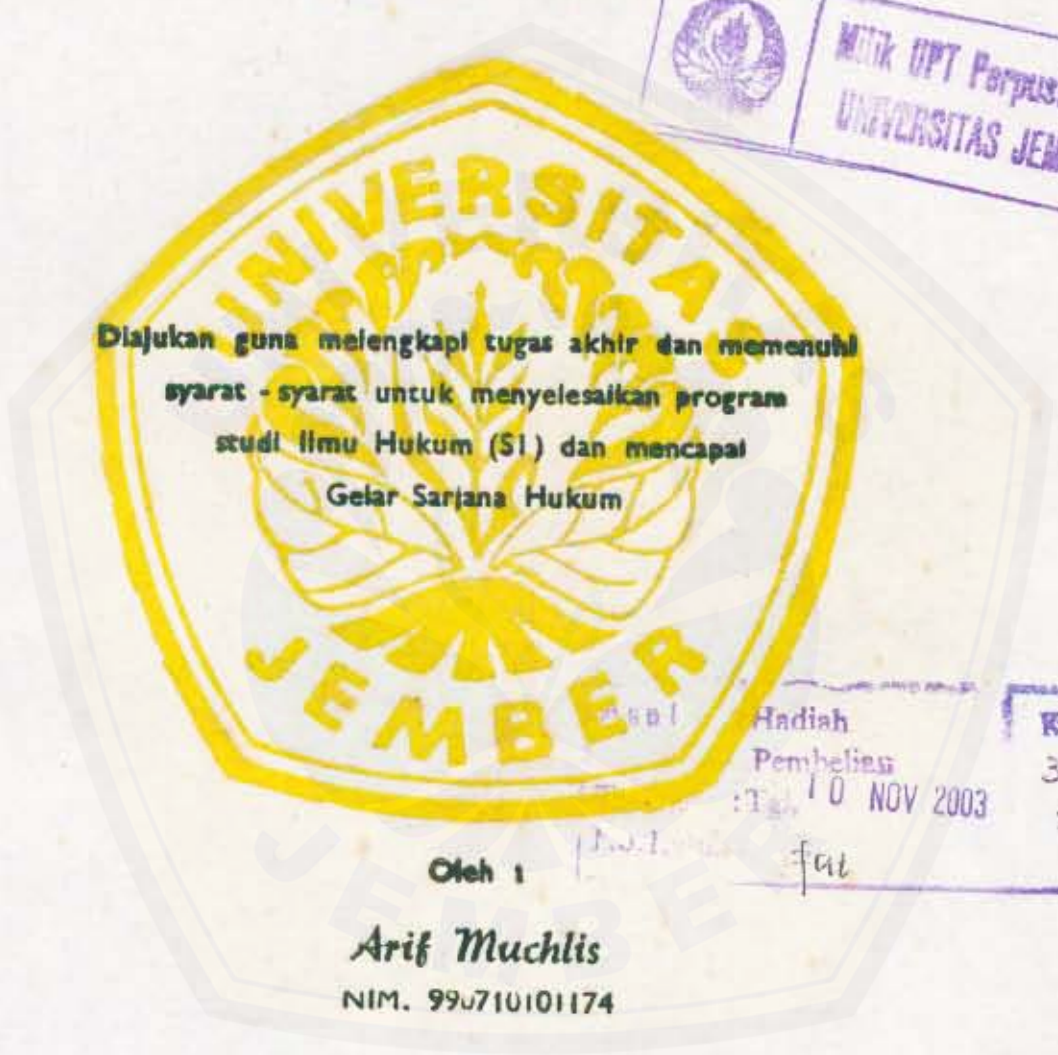 Milik UPT Perpus
UNIVERSITAS JEM
UNIVERSITAS
Diajukan guna melengkapi tugas akhir dan memenuhi
syarat - syarat untuk menyelesaikan program
studi Ilmu Hukum (S1) dan mencapai
Gelar Sarjana Hukum
JEMBER
Hadiah
Pembelian
10 NOV 2003
Oleh :
Arif Muchlis
NIM. 990710101174